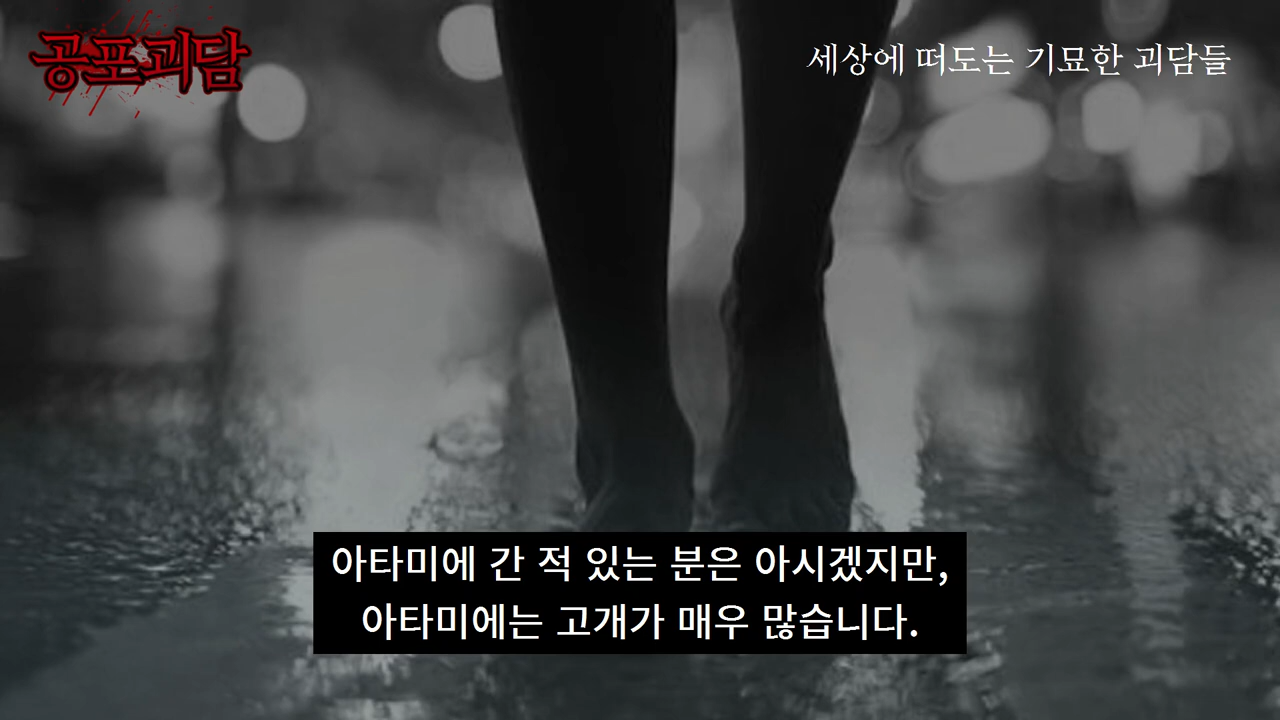 공포괴담
세상에 떠도는 기묘한 괴담들
아타미에 간 적 있는 분은 아시겠지만,
아타미에는 고개가 매우 많습니다.